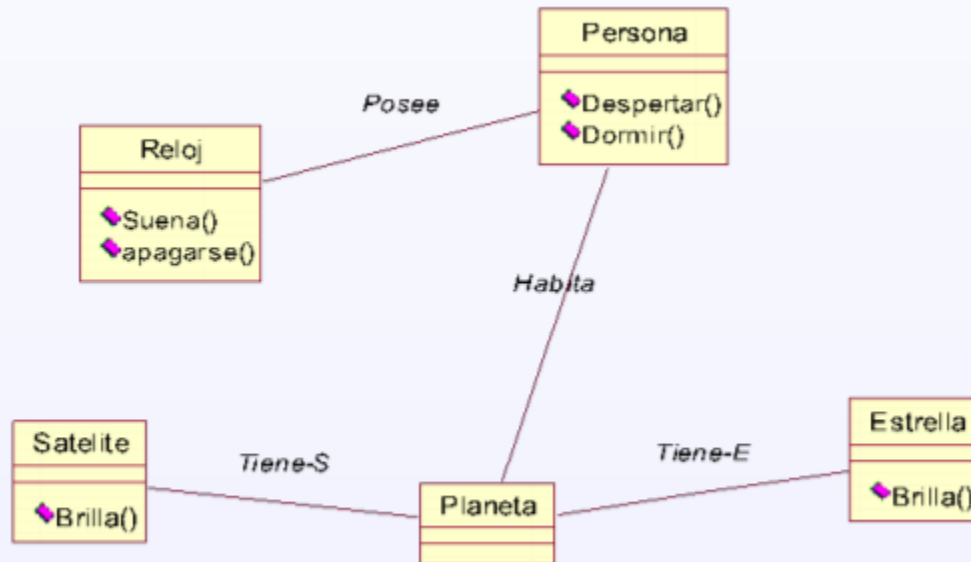 Persona
Despertar()
Dormir()
Posee
Reloj
Suena()
apagarse()
Habita
Satelite
Brilla()
Tiene-S
Planeta
Tiene-E
Estrella
Brilla()